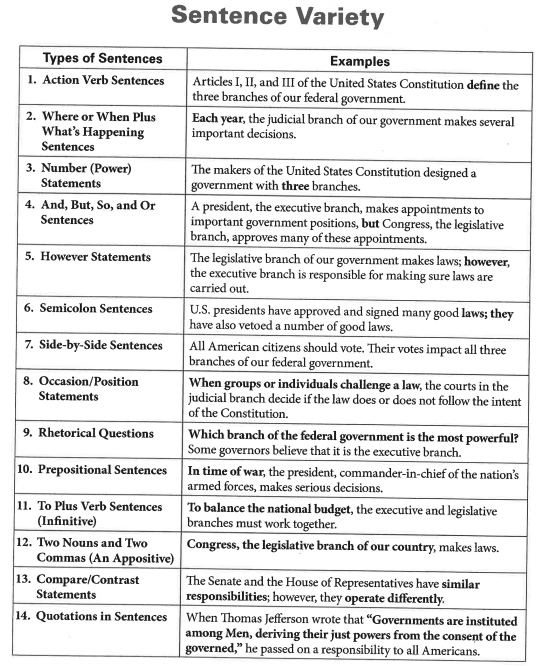 Sentence Variety
Types of Sentences
Examples
1. Action Verb Sentences
Articles I, II, and III of the United States Constitution define the
three branches of our federal government.
2. Where or When Plus
What's Happening
Sentences
Each year, the judicial branch of our government makes several
important decisions.
3. Number (Power)
Statements
The makers of the United States Constitution designed a
government with three branches.
4. And, But, So, and Or
Sentences
A president, the executive branch, makes appointments to
important government positions, but Congress, the legislative
branch, approves many of these appointments.
5. However Statements
The legislative branch of our government makes laws; however,
the executive branch is responsible for making sure laws are
carried out.
6. Semicolon Sentences
U.S. presidents have approved and signed many good laws; they
have also vetoed a number of good laws.
7. Side-by-Side Sentences
All American citizens should vote. Their votes impact all three
branches of our federal government.
8. Occasion/Position
Statements
When groups or individuals challenge a law, the courts in the
judicial branch decide if the law does or does not follow the intent
of the Constitution.
9. Rhetorical Questions
Which branch of the federal government is the most powerful?
Some governors believe that it is the executive branch.
10. Prepositional Sentences
In time of war, the president, commander-in-chief of the nation's
armed forces, makes serious decisions.
11. To Plus Verb Sentences
(Infinitive)
To balance the national budget, the executive and legislative
branches must work together.
12. Two Nouns and Two
Commas (An Appositive)
Congress, the legislative branch of our country, makes laws.
13. Compare/Contrast
Statements
The Senate and the House of Representatives have similar
responsibilities; however, they operate differently.
14. Quotations in Sentences
When Thomas Jefferson wrote that "Governments are instituted
among Men, deriving their just powers from the consent of the
governed," he passed on a responsibility to all Americans.